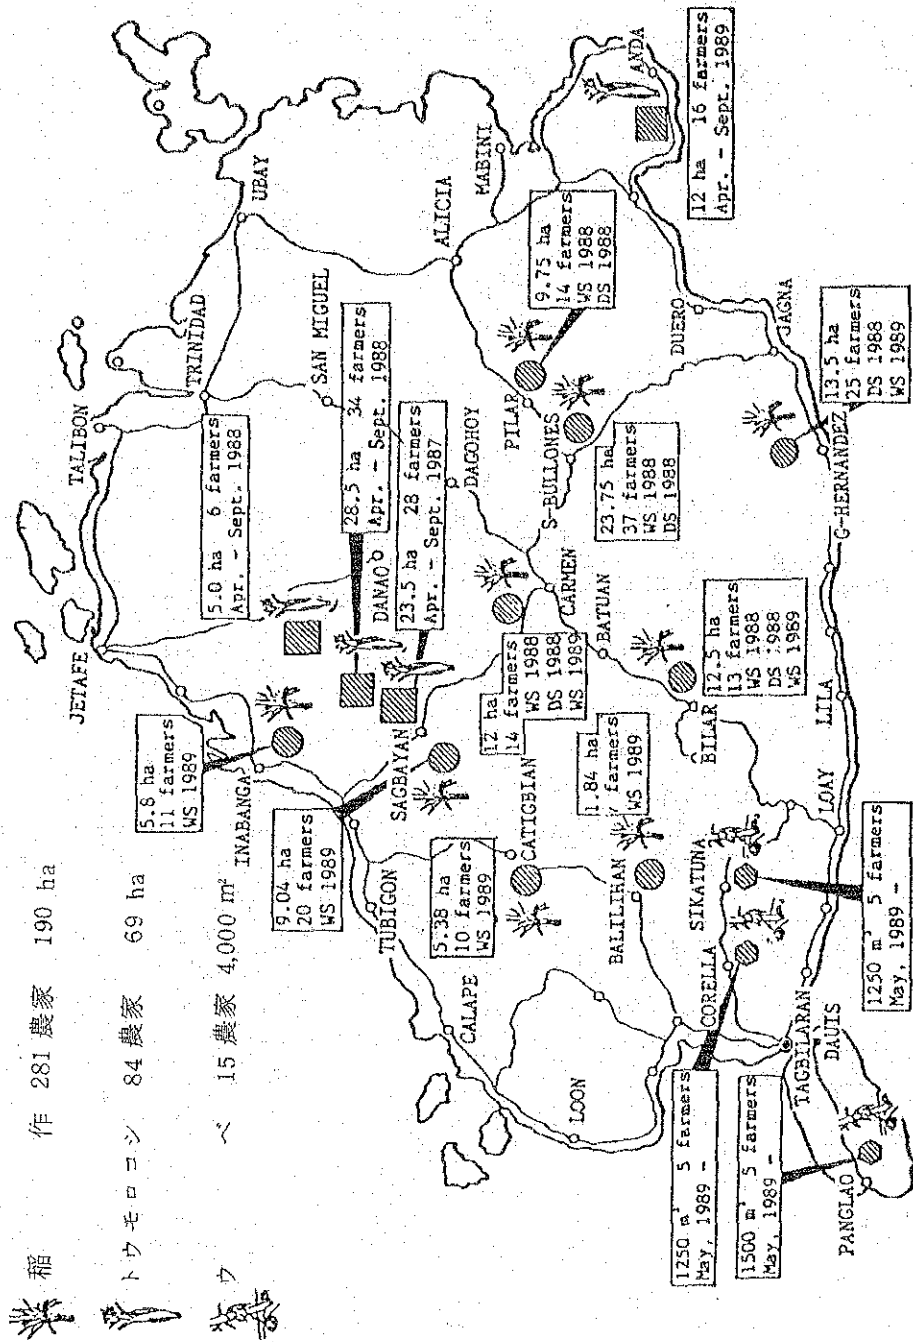 稲 作 281 農家 190 ha
トウモロコシ 84 農家 69 ha
ウ ベ 15 農家 4,000 m²
JETAFE
TALIBON
TRINIDAD
UBAY
5.8 ha
11 farmers
WS 1989
INABANGA
5.0 ha 6 farmers
Apr. - Sept. 1988
SAN MIGUEL
28.5 ha 34 farmers
Apr. - Sept. 1988
DANAO
23.5 ha 28 farmers
Apr. - Sept. 1987
DAGOHOY
ALICIA
MABINI
9.04 ha
20 farmers
WS 1989
TUBIGON
SAGBAYAN
CALAPE
5.38 ha
10 farmers
WS 1989
CATIGBIAN
12 ha
14 farmers
WS 1988
DS 1988
WS 1989
CARMEN
PILAR
9.75 ha
14 farmers
WS 1988
DS 1988
ANDA
12 ha 16 farmers
Apr. - Sept. 1989
S-BULLONES
23.75 ha
37 farmers
WS 1988
DS 1988
BATUAN
LOON
BALILIHAN
1.84 ha
farmers
WS 1989
BILAR
12.5 ha
13 farmers
WS 1988
DS 1988
WS 1989
DUERO
JAGNA
G-HERNANDEZ
13.5 ha
25 farmers
DS 1988
WS 1989
CORELLA
SIKATUNA
LOAY
LILA
1250 m² 5 farmers
May, 1989 -
1500 m² 5 farmers
May, 1989 -
TAGBILARAN
DAUIS
PANGLAO
1250 m² 5 farmers
May, 1989 -